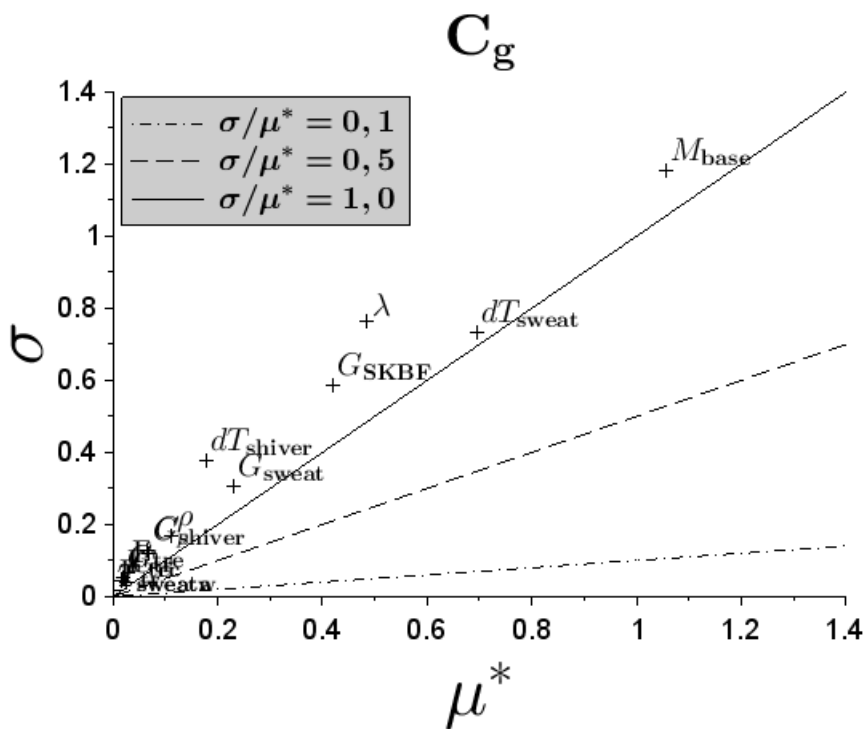 C_g
σ/μ* = 0,1
σ/μ* = 0,5
σ/μ* = 1,0
σ
1.4
1.2
1
0.8
0.6
0.4
0.2
0
M_base
λ
dT_sweat
G_SKBF
dT_shiver
G_sweat
ρ
G_shiver
0 0.2 0.4 0.6 0.8 1 1.2 1.4
μ*